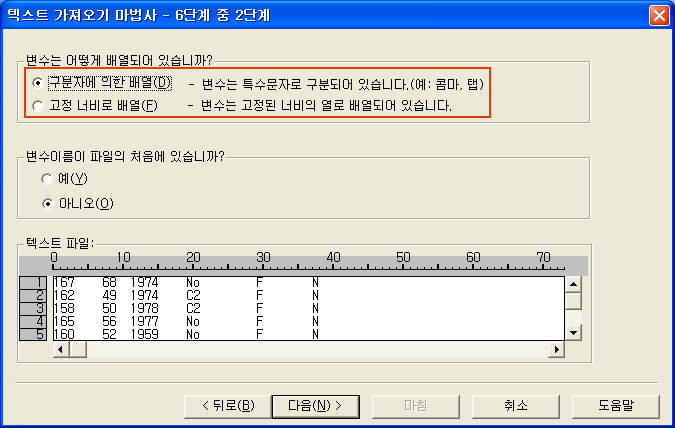 텍스트 가져오기 마법사 - 6단계 중 2단계
변수는 어떻게 배열되어 있습니까?
구분자에 의한 배열(D) - 변수는 특수문자로 구분되어 있습니다.(예: 콤마, 탭)
고정 너비로 배열(F) - 변수는 고정된 너비의 열로 배열되어 있습니다.
변수이름이 파일의 처음에 있습니까?
예(Y)
아니오(O)
텍스트 파일:
0 10 20 30 40 50 60 70
1 167 68 1974 No F N
2 162 49 1974 C2 F N
3 158 50 1978 C2 F N
4 165 56 1977 No F N
5 160 52 1959 No F N
< 뒤로(B) 다음(N) > 마침 취소 도움말